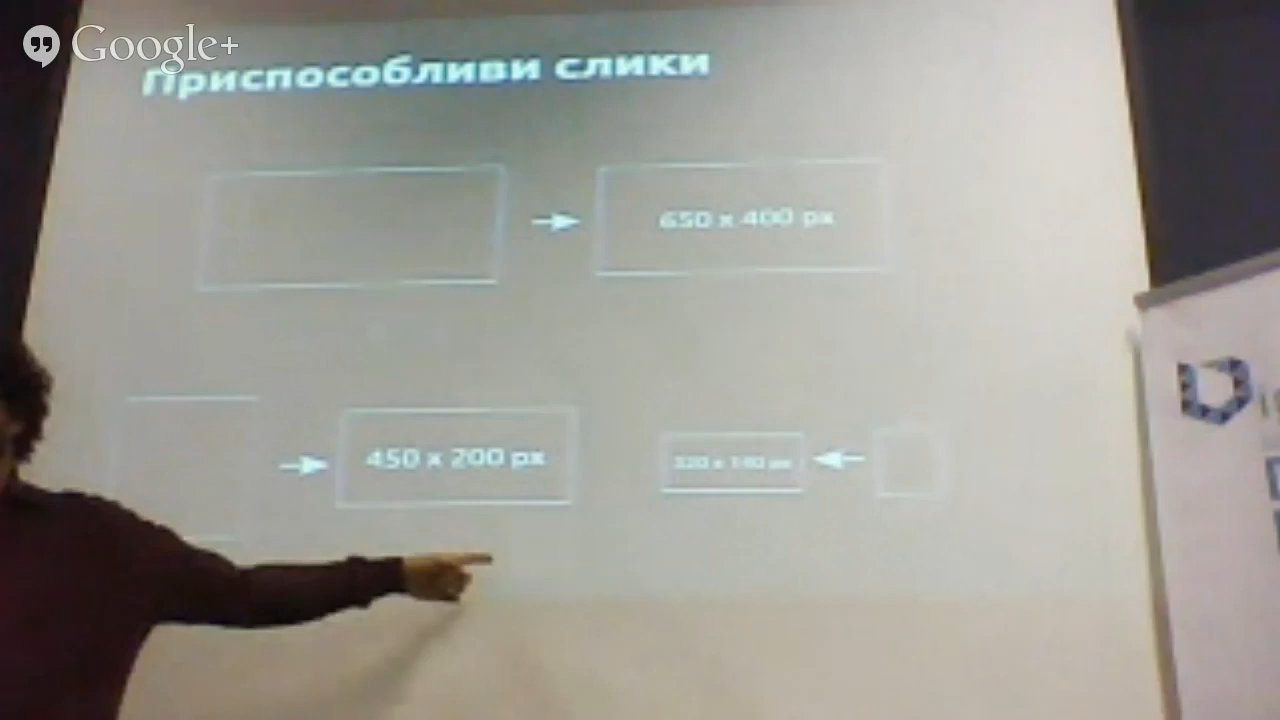 Google+
Приспособливи слики
650 x 400 px
450 x 200 px